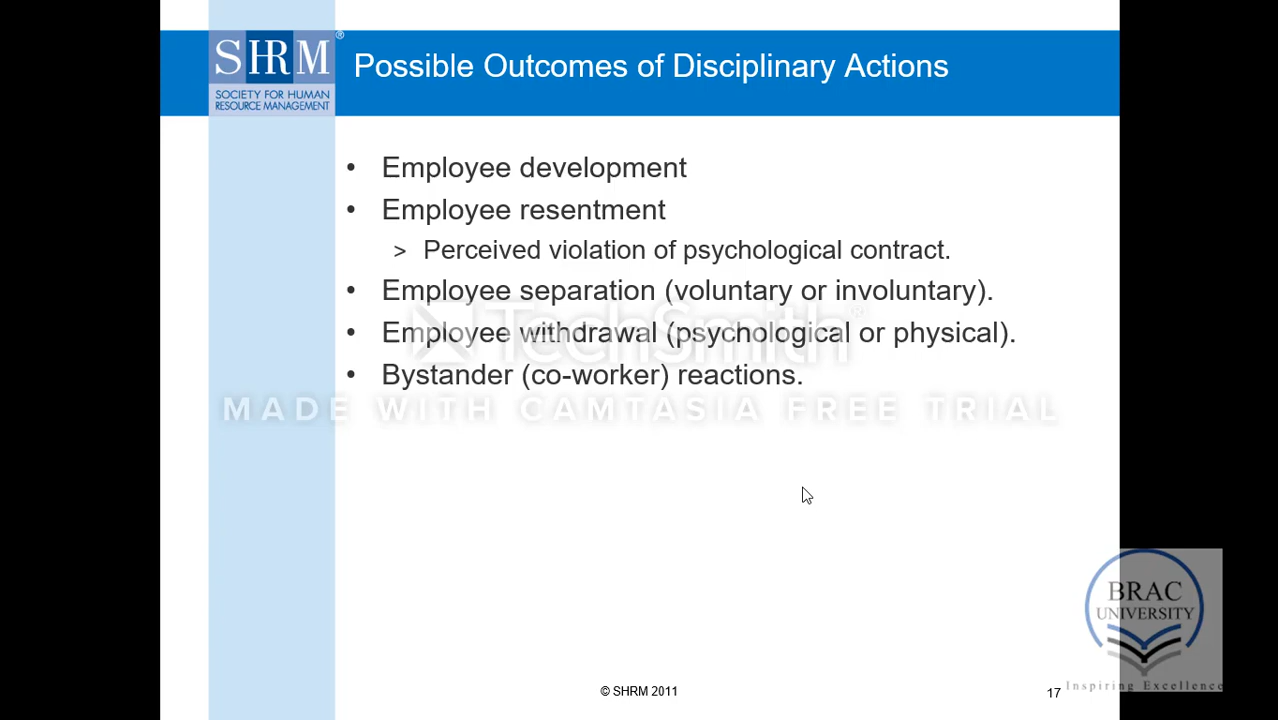 SHRM®
SOCIETY FOR HUMAN
RESOURCE MANAGEMENT
Possible Outcomes of Disciplinary Actions
• Employee development
• Employee resentment
> Perceived violation of psychological contract.
• Employee separation (voluntary or involuntary).
• Employee withdrawal (psychological or physical).
• Bystander (co-worker) reactions.
TechSmith®
MADE WITH CAMTASIA FREE TRIAL
BRAC
UNIVERSITY
Inspiring Excellence
© SHRM 2011
17